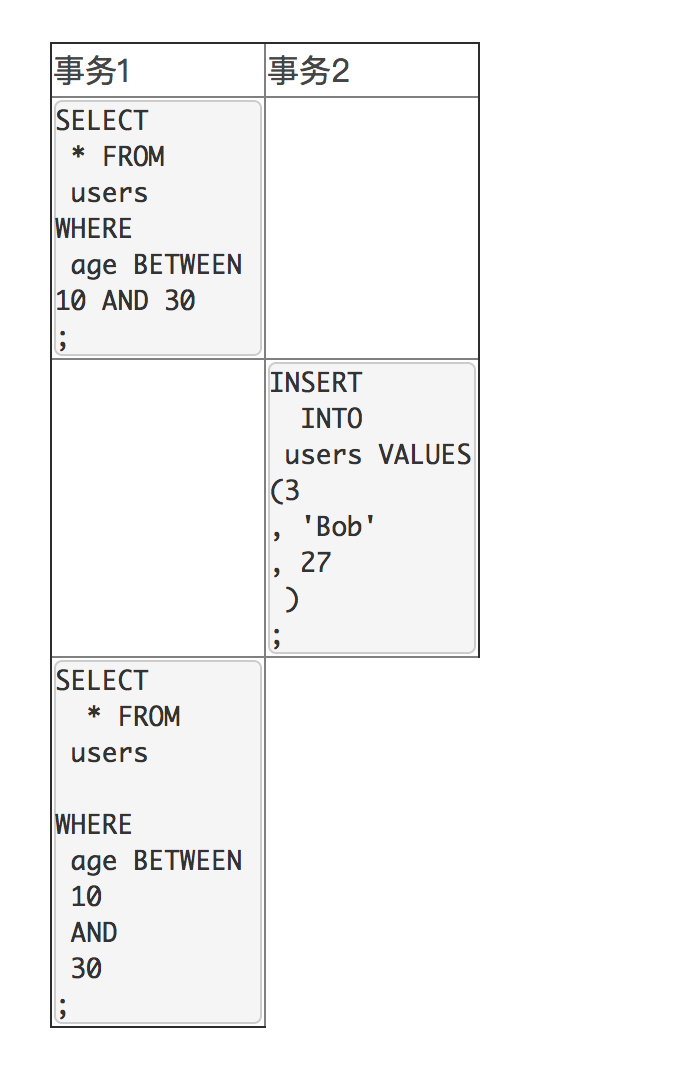 事务1
事务2
SELECT
* FROM
users
WHERE
age BETWEEN
10 AND 30
;
INSERT
INTO
users VALUES
(3
, 'Bob'
, 27
)
;
SELECT
* FROM
users
WHERE
age BETWEEN
10
AND
30
;